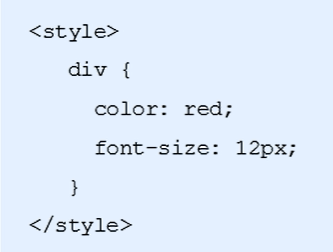 <style>
div {
color: red;
font-size: 12px;
}
</style>